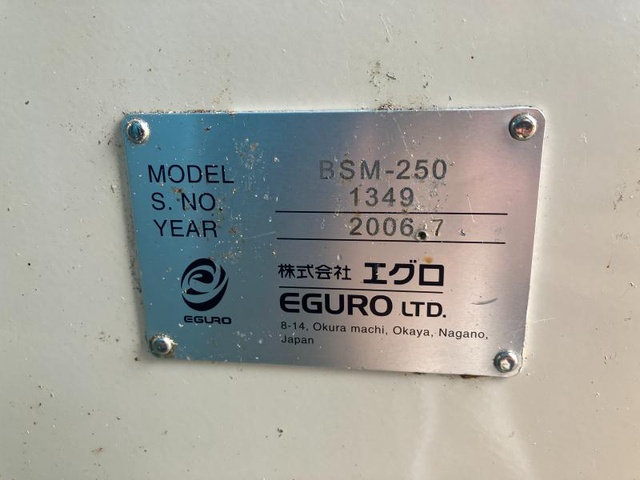 MODEL BSM-250
S. NO. 1349
YEAR 2006.7
株式会社 エグロ
EGURO EGURO LTD.
8-14, Okura machi, Okaya, Nagano,
Japan